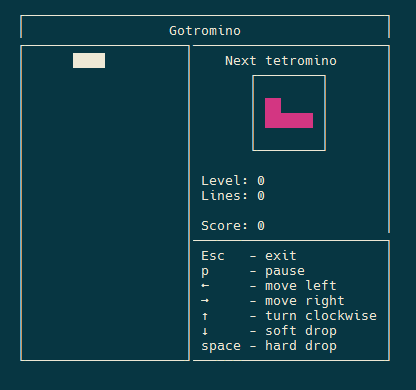 Gotromino
Next tetromino
Level: 0
Lines: 0
Score: 0
Esc   - exit
p     - pause
←     - move left
→     - move right
↑     - turn clockwise
↓     - soft drop
space - hard drop